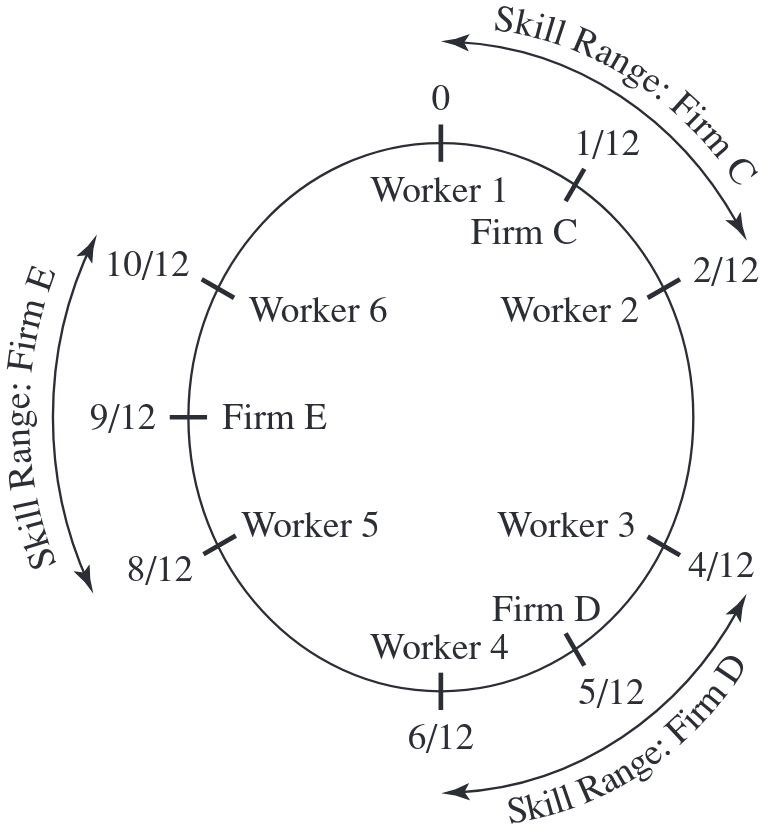 Skill Range: Firm C
0
1/12
Worker 1
Firm C
2/12
Worker 2
10/12
Worker 6
Skill Range: Firm E
9/12
Firm E
Worker 5
8/12
Worker 3
4/12
Firm D
Worker 4
5/12
6/12
Skill Range: Firm D